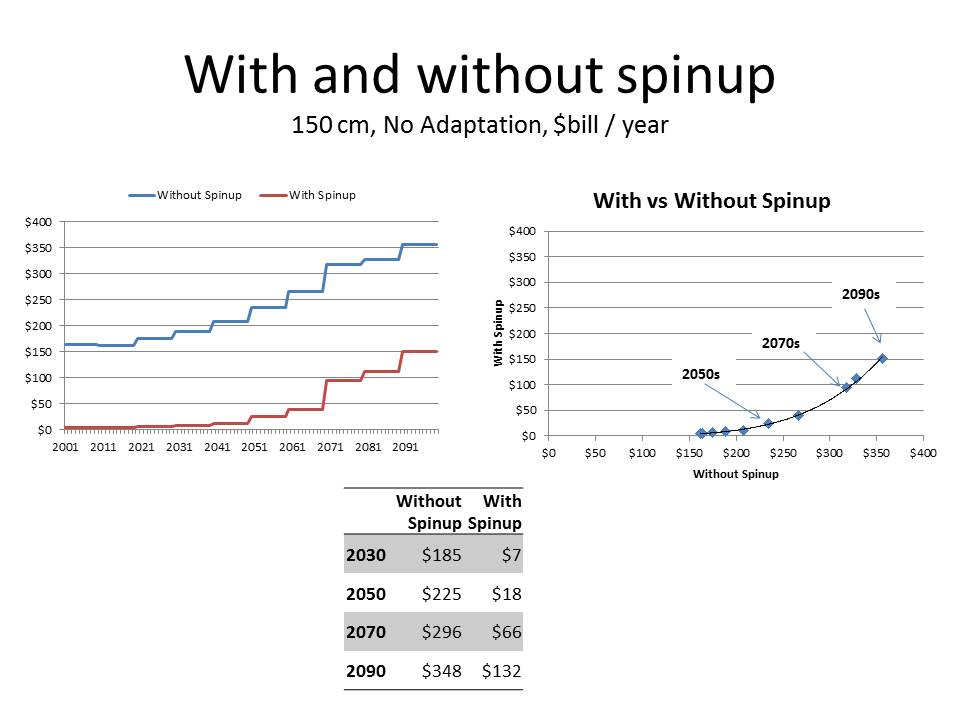 With and without spinup
150 cm, No Adaptation, $bill / year
Without Spinup With Spinup
$400
$350
$300
$250
$200
$150
$100
$50
$0
2001 2011 2021 2031 2041 2051 2061 2071 2081 2091
With vs Without Spinup
With Spinup
$400
$350
$300
$250
$200
$150
$100
$50
$0
2090s
2070s
2050s
$0 $50 $100 $150 $200 $250 $300 $350 $400
Without Spinup
Without With
Spinup Spinup
2030 $185 $7
2050 $225 $18
2070 $296 $66
2090 $348 $132